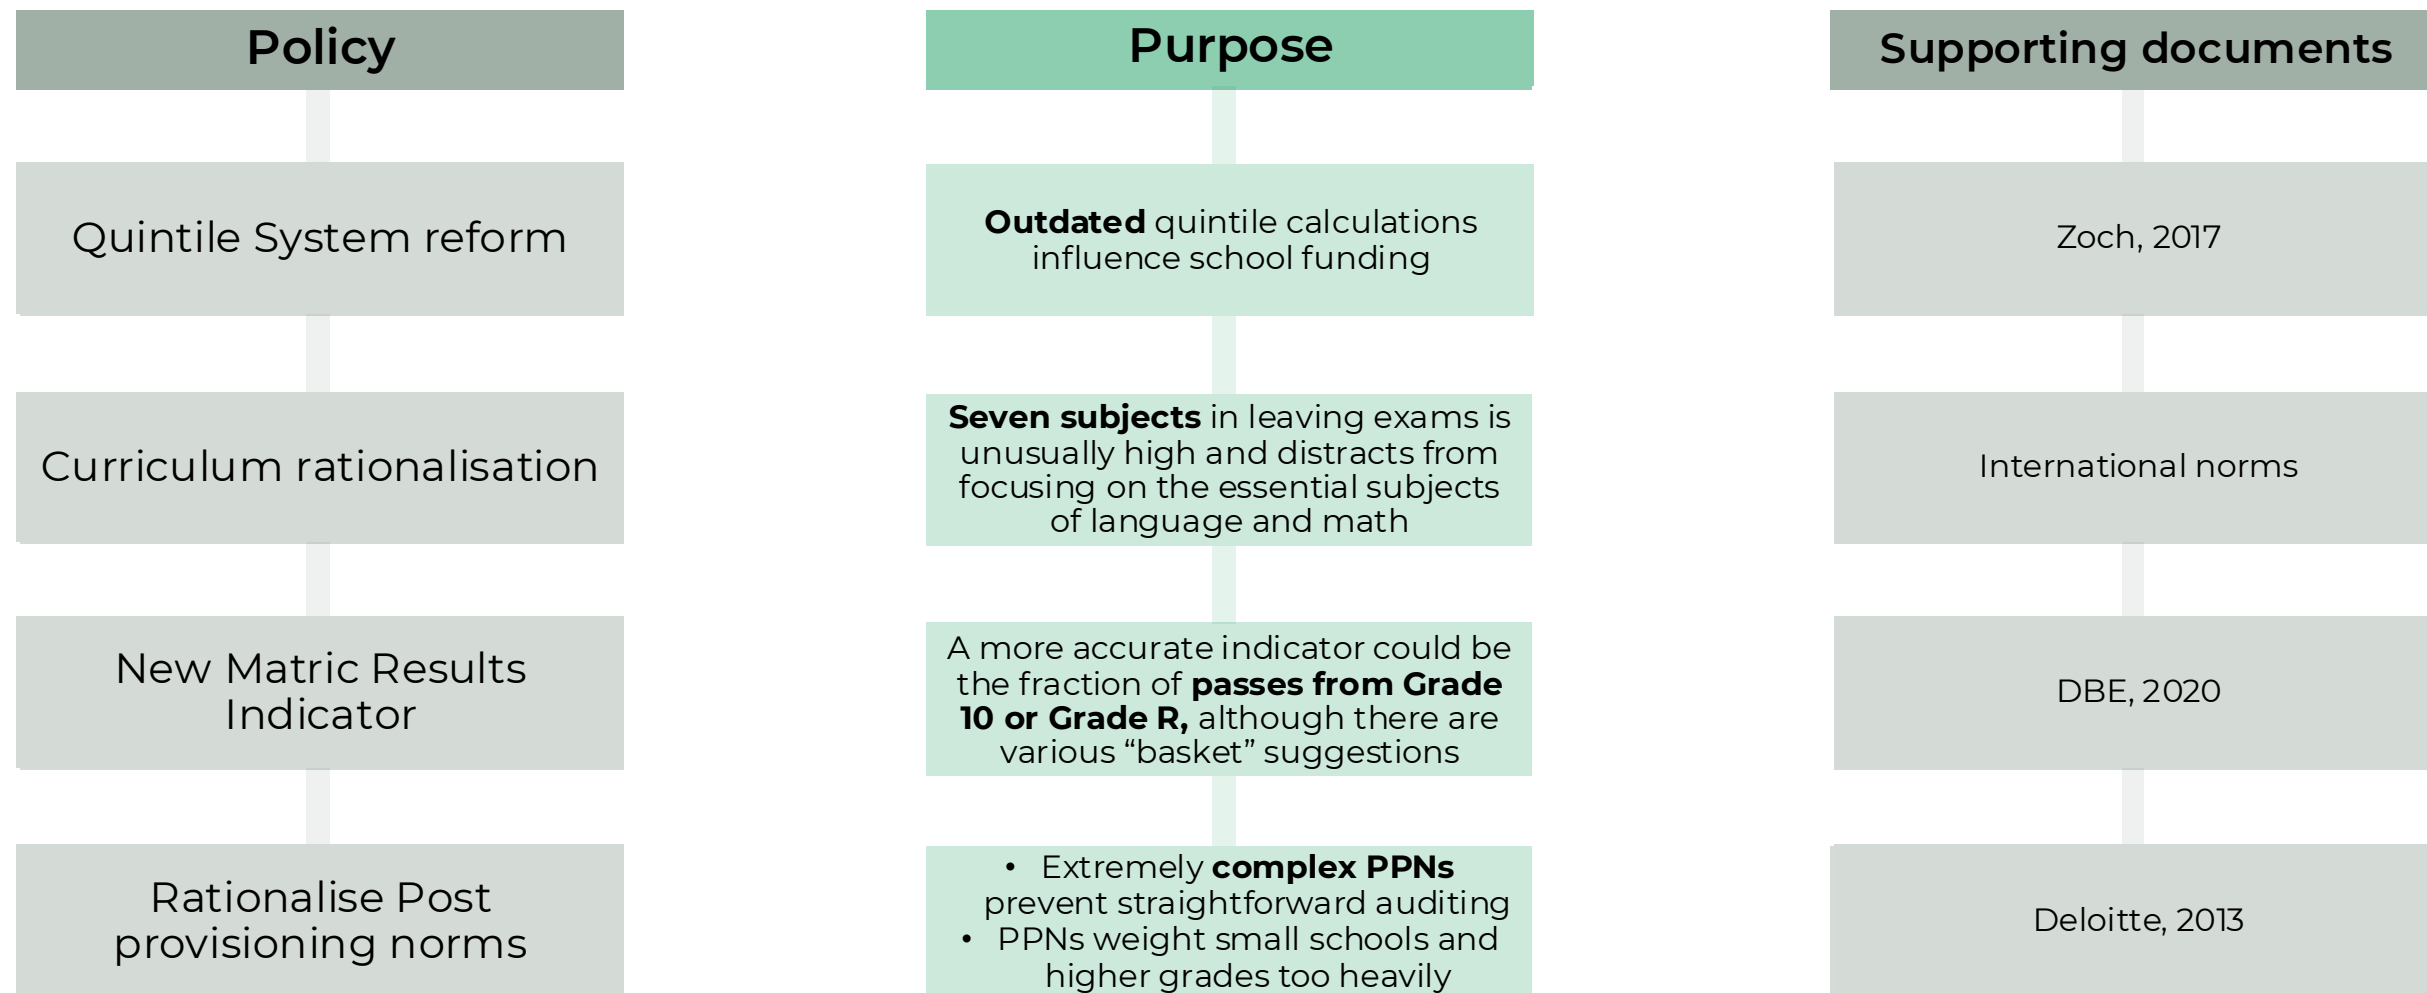 Policy
Purpose
Supporting documents
Quintile System reform
Outdated quintile calculations
influence school funding
Zoch, 2017
Curriculum rationalisation
Seven subjects in leaving exams is
unusually high and distracts from
focusing on the essential subjects
of language and math
International norms
New Matric Results
Indicator
A more accurate indicator could be
the fraction of passes from Grade
10 or Grade R, although there are
various “basket” suggestions
DBE, 2020
Rationalise Post
provisioning norms
• Extremely complex PPNs
prevent straightforward auditing
• PPNs weight small schools and
higher grades too heavily
Deloitte, 2013